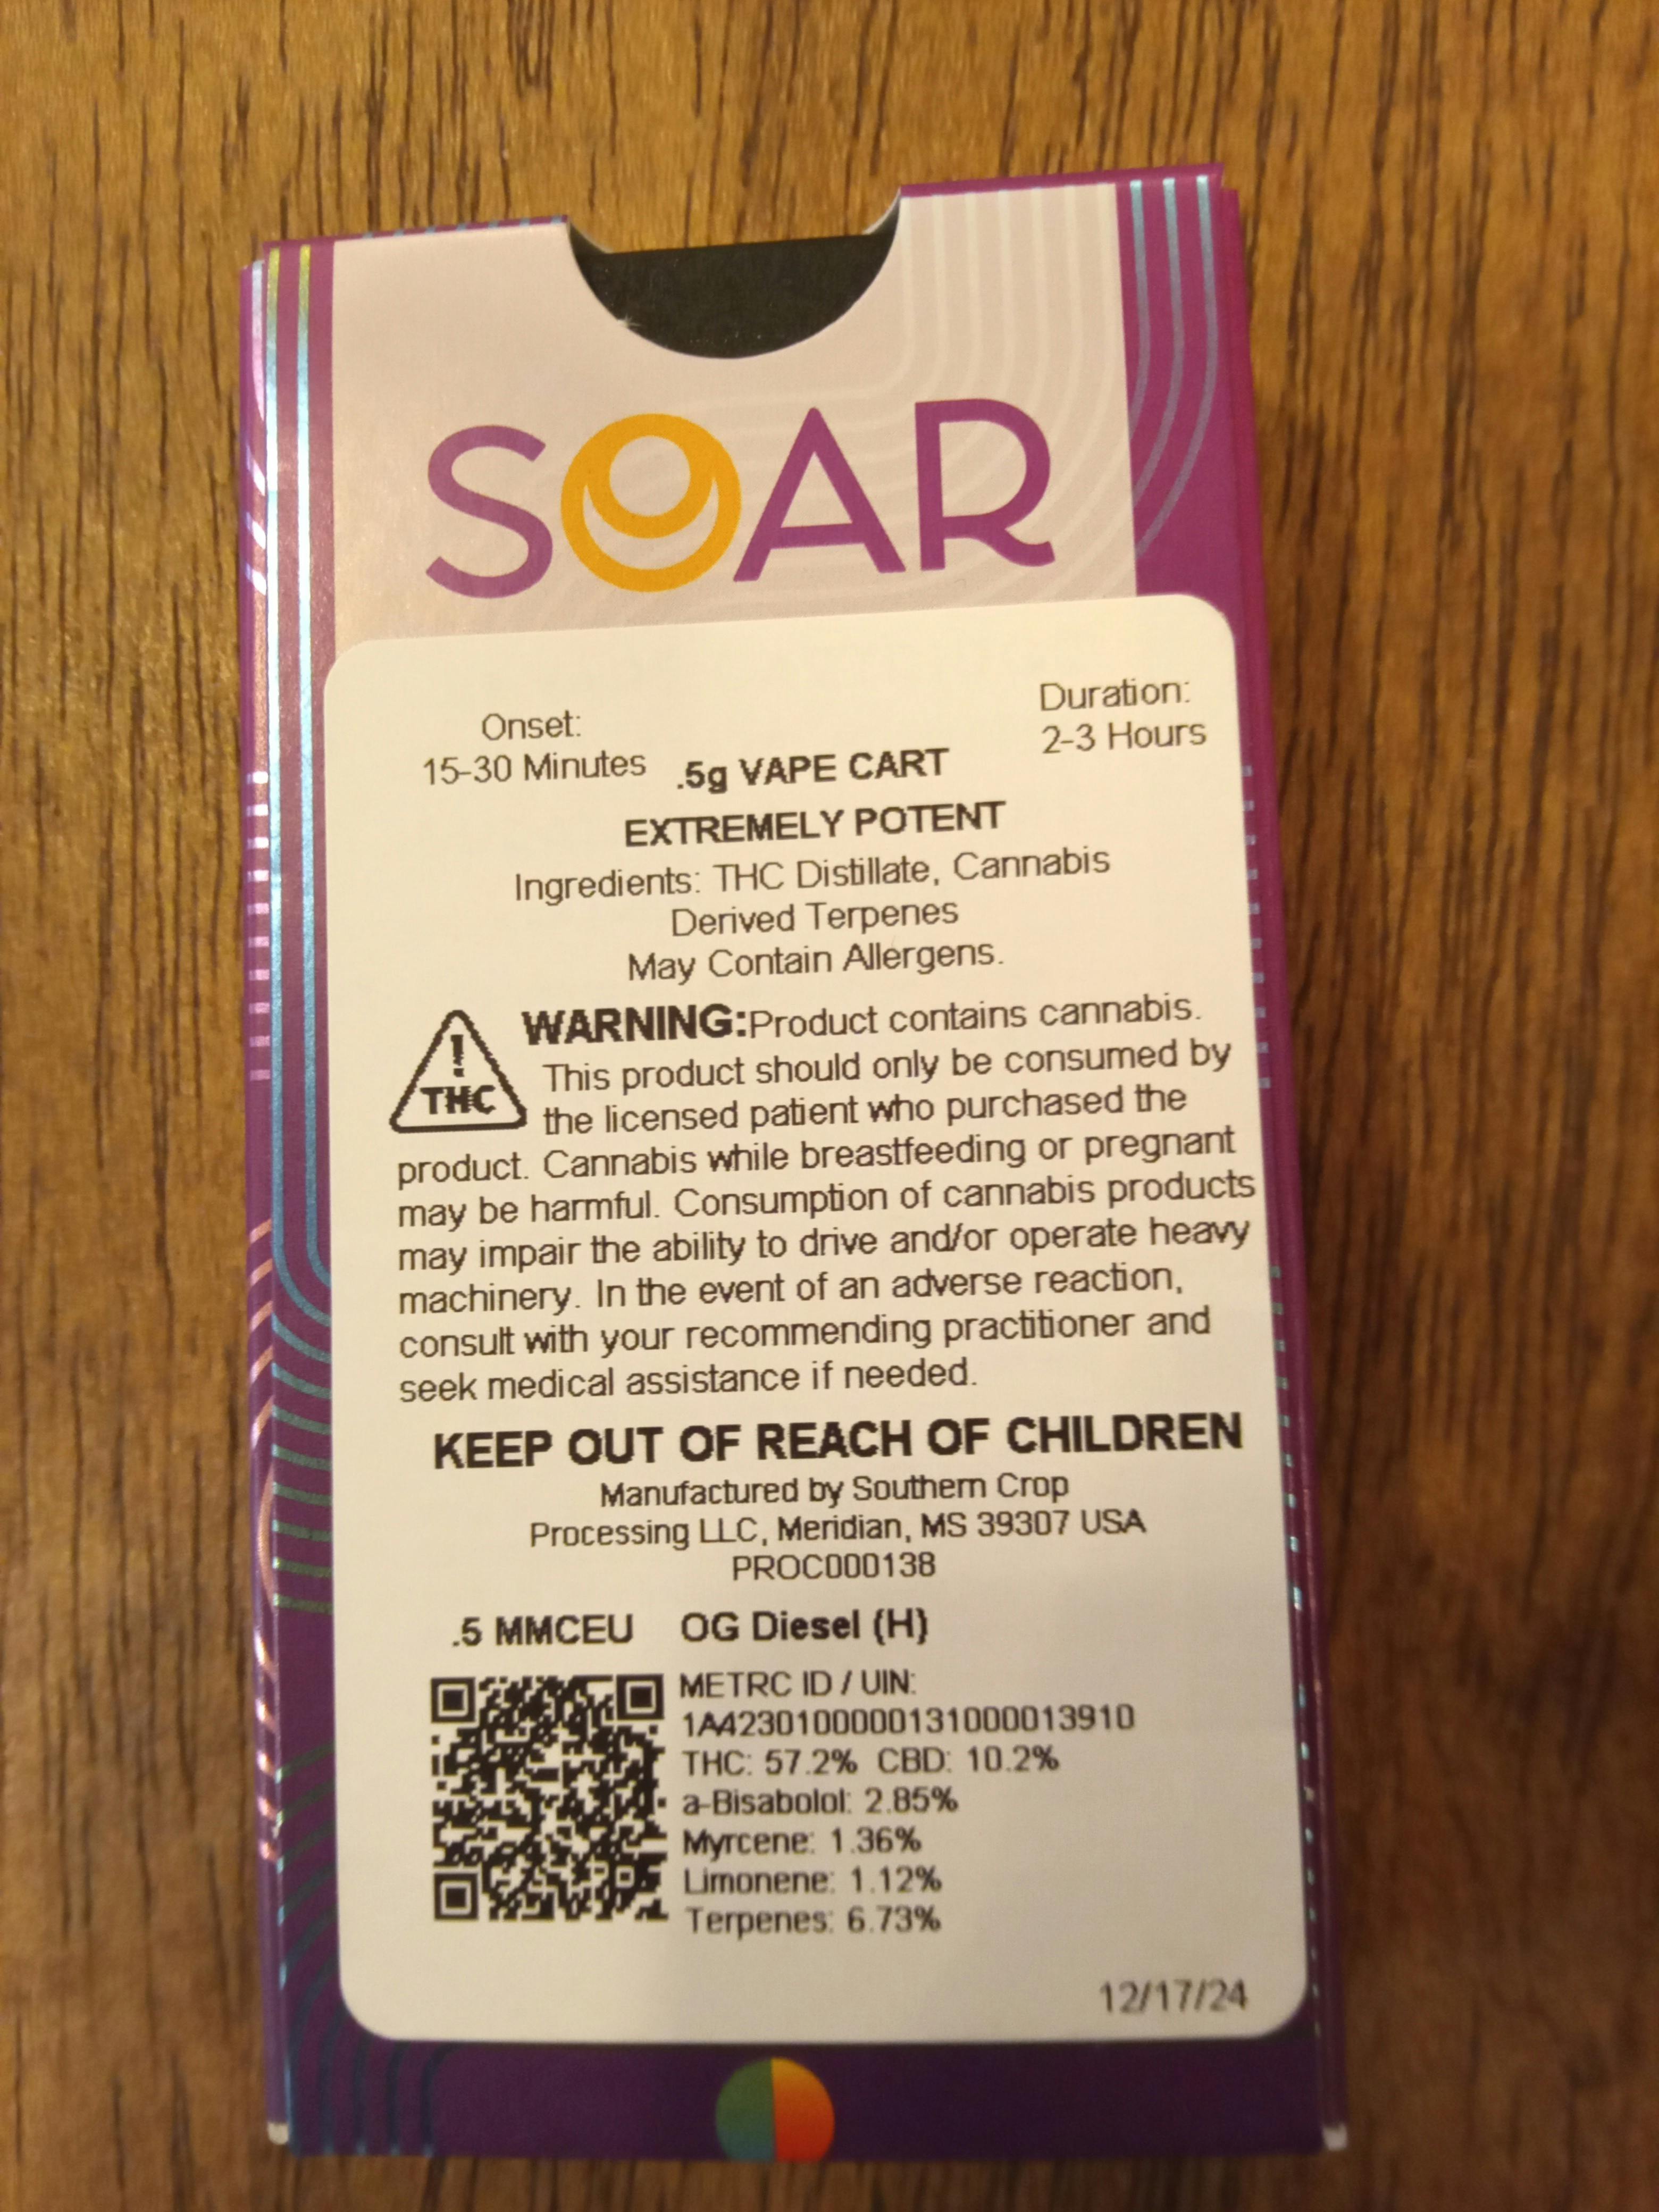 SOAR
Onset:
15-30 Minutes
Duration:
2-3 Hours
.5g VAPE CART
EXTREMELY POTENT
Ingredients: THC Distillate, Cannabis
Derived Terpenes
May Contain Allergens.
!
THC
WARNING:Product contains cannabis.
This product should only be consumed by
the licensed patient who purchased the
product. Cannabis while breastfeeding or pregnant
may be harmful. Consumption of cannabis products
may impair the ability to drive and/or operate heavy
machinery. In the event of an adverse reaction,
consult with your recommending practitioner and
seek medical assistance if needed.
KEEP OUT OF REACH OF CHILDREN
Manufactured by Southern Crop
Processing LLC, Meridian, MS 39307 USA
PROC000138
.5 MMCEU OG Diesel (H)
METRC ID / UIN:
1A4230100000131000013910
THC: 57.2% CBD: 10.2%
a-Bisabolol: 2.85%
Myrcene: 1.36%
Limonene: 1.12%
Terpenes: 6.73%
12/17/24